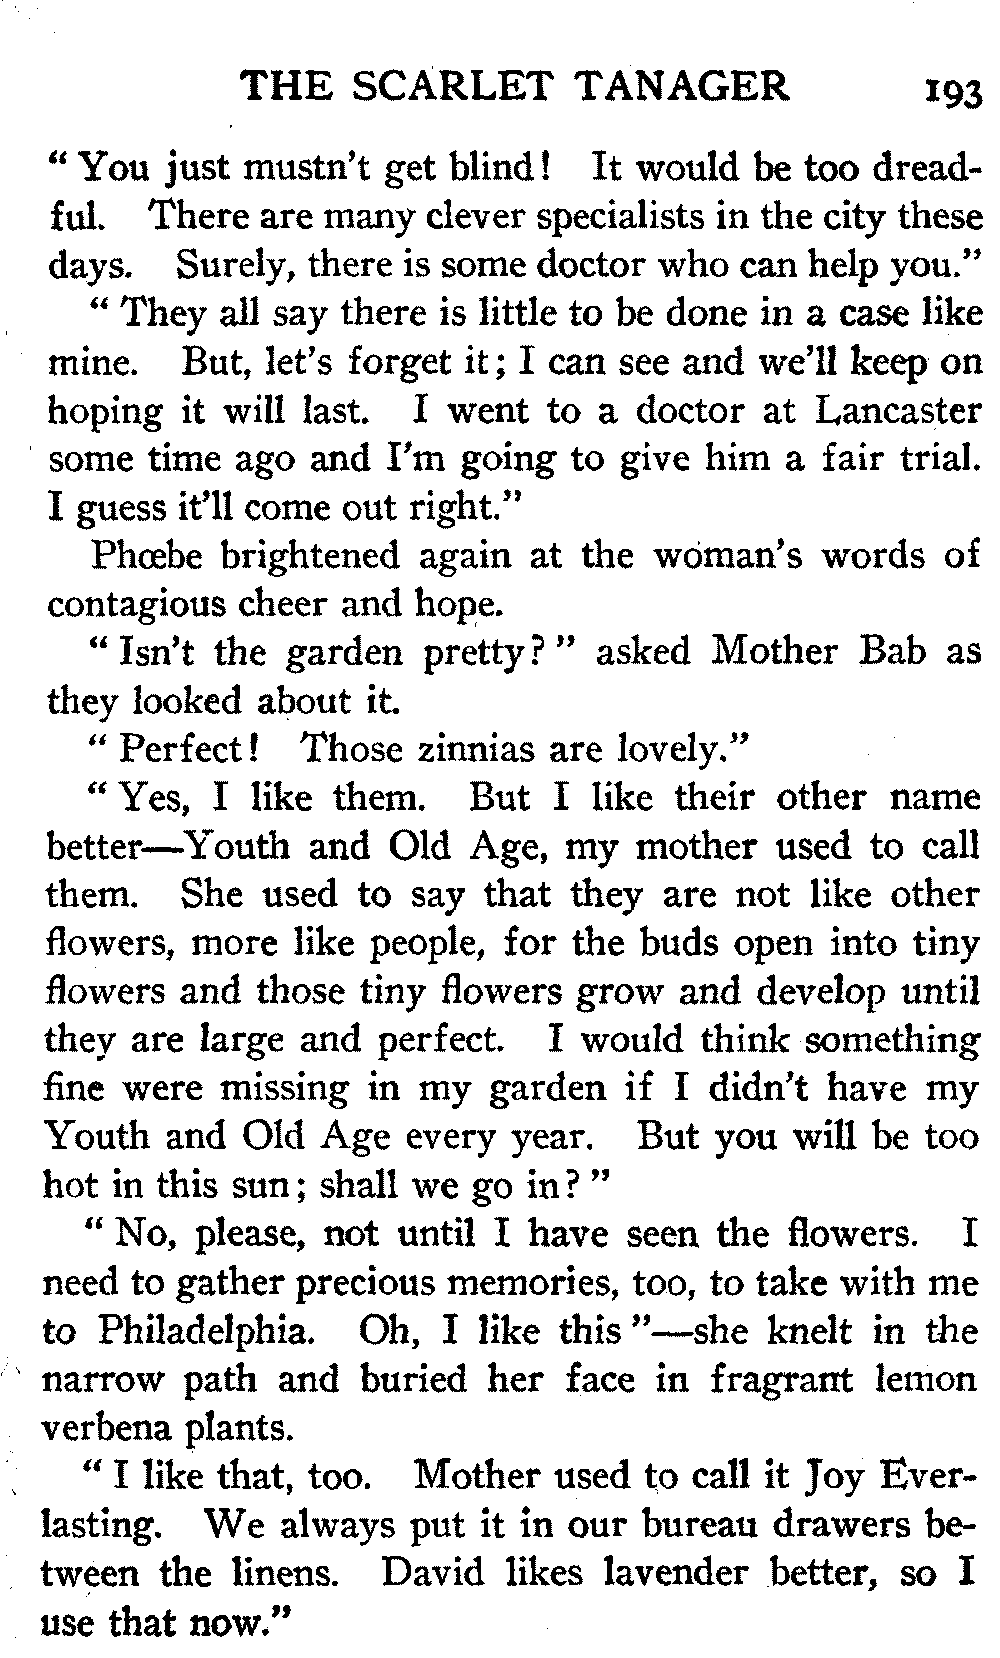 THE SCARLET TANAGER 193
" You just mustn't get blind! It would be too dread-
ful. There are many clever specialists in the city these
days. Surely, there is some doctor who can help you."
" They all say there is little to be done in a case like
mine. But, let's forget it; I can see and we'll keep on
hoping it will last. I went to a doctor at Lancaster
some time ago and I'm going to give him a fair trial.
I guess it'll come out right."
Phœbe brightened again at the woman's words of
contagious cheer and hope.
" Isn't the garden pretty? " asked Mother Bab as
they looked about it.
" Perfect! Those zinnias are lovely."
" Yes, I like them. But I like their other name
better—Youth and Old Age, my mother used to call
them. She used to say that they are not like other
flowers, more like people, for the buds open into tiny
flowers and those tiny flowers grow and develop until
they are large and perfect. I would think something
fine were missing in my garden if I didn't have my
Youth and Old Age every year. But you will be too
hot in this sun; shall we go in? "
" No, please, not until I have seen the flowers. I
need to gather precious memories, too, to take with me
to Philadelphia. Oh, I like this "—she knelt in the
narrow path and buried her face in fragrant lemon
verbena plants.
" I like that, too. Mother used to call it Joy Ever-
lasting. We always put it in our bureau drawers be-
tween the linens. David likes lavender better, so I
use that now."